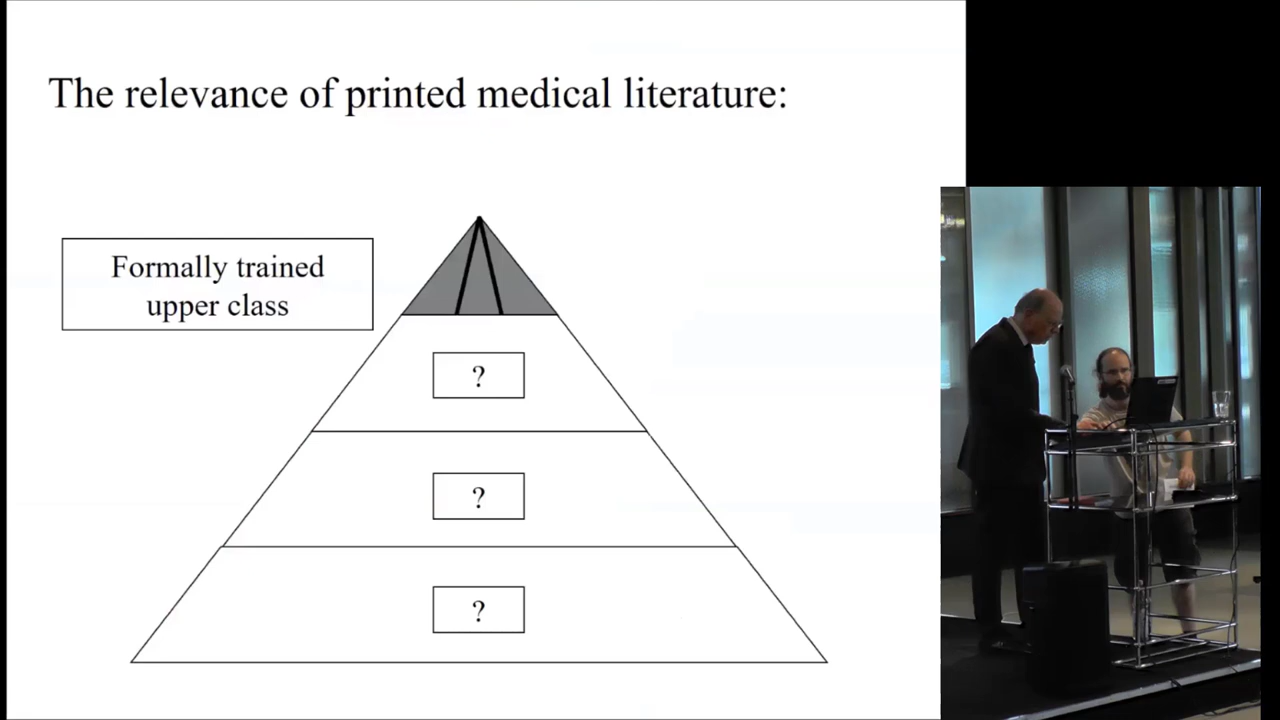 The relevance of printed medical literature:
Formally trained
upper class
?
?
?